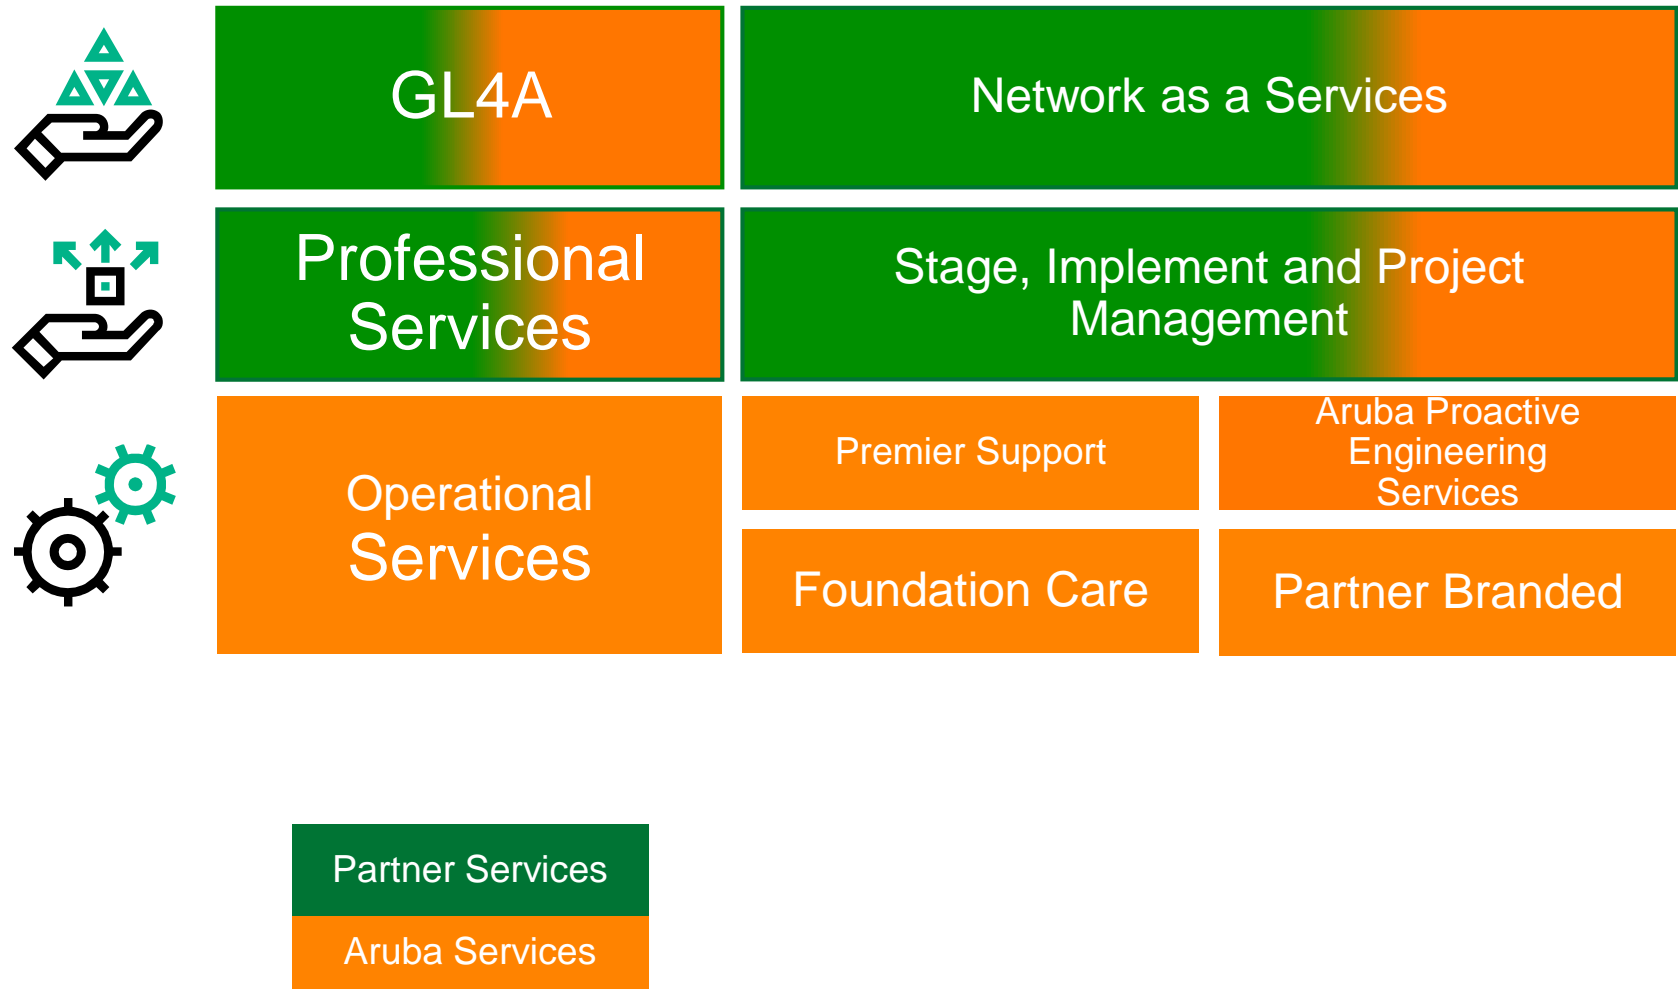 GL4A
Network as a Services
Professional
Services
Stage, Implement and Project
Management
Operational
Services
Premier Support
Aruba Proactive
Engineering
Services
Foundation Care
Partner Branded
Partner Services
Aruba Services